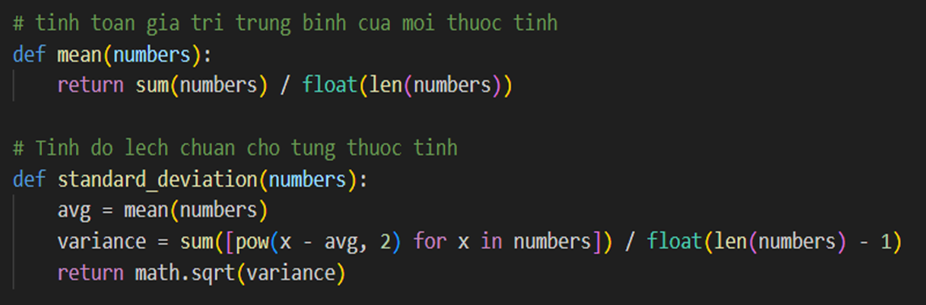 # tinh toan gia tri trung binh cua moi thuoc tinh
def mean(numbers):
    return sum(numbers) / float(len(numbers))

# Tinh do lech chuan cho tung thuoc tinh
def standard_deviation(numbers):
    avg = mean(numbers)
    variance = sum([pow(x - avg, 2) for x in numbers]) / float(len(numbers) - 1)
    return math.sqrt(variance)